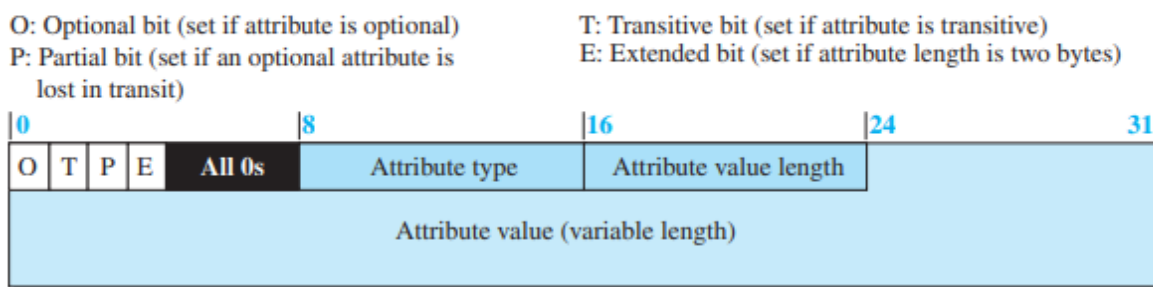 O: Optional bit (set if attribute is optional)
P: Partial bit (set if an optional attribute is
lost in transit)
T: Transitive bit (set if attribute is transitive)
E: Extended bit (set if attribute length is two bytes)
0 8 16 24 31
O T P E All 0s Attribute type Attribute value length
Attribute value (variable length)